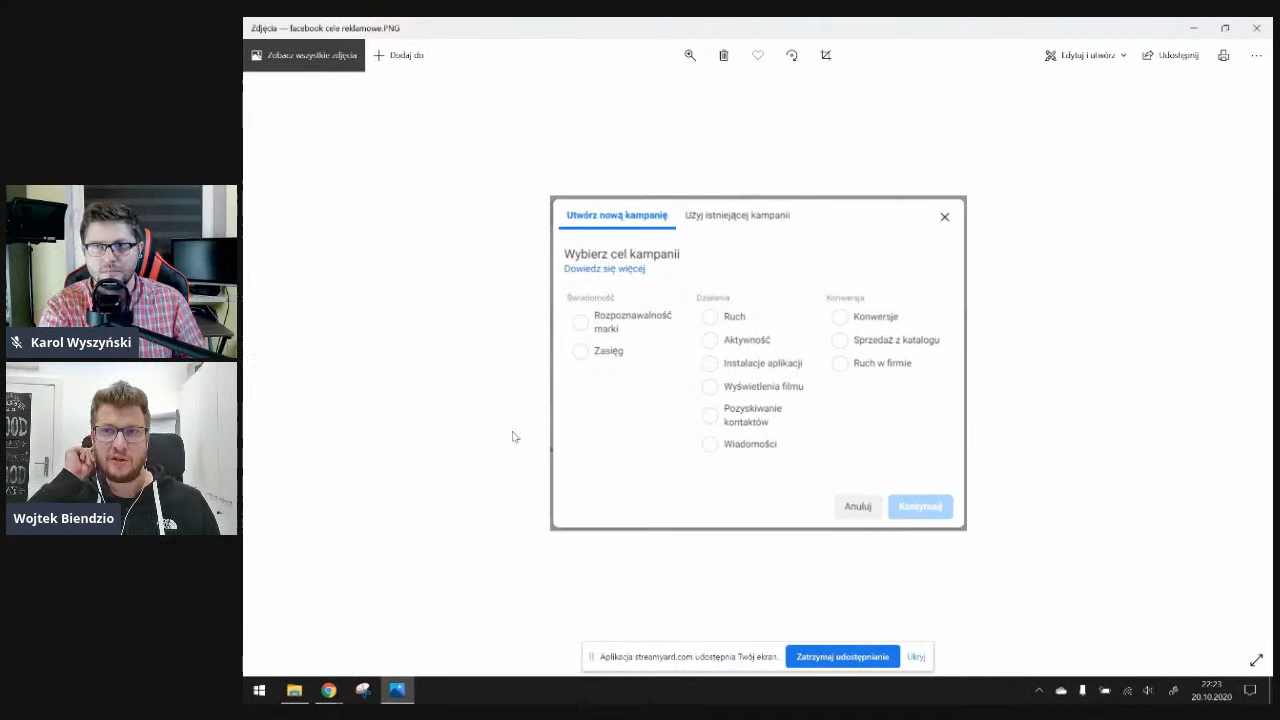 Zdjęcia — facebook cele reklamowe.PNG
Zobacz wszystkie zdjęcia
Dodaj do
Edytuj i utwórz
Udostępnij
Utwórz nową kampanię
Użyj istniejącej kampanii
Wybierz cel kampanii
Dowiedz się więcej
Świadomość
Rozpoznawalność
marki
Zasięg
Działania
Ruch
Aktywność
Instalacje aplikacji
Wyświetlenia filmu
Pozyskiwanie
kontaktów
Wiadomości
Konwersja
Konwersje
Sprzedaż z katalogu
Ruch w firmie
Anuluj
Kontynuuj
Karol Wyszyński
Wojtek Biendzio
Aplikacja streamyard.com udostępnia Twój ekran.
Zatrzymaj udostępnianie
Ukryj
22:23
20.10.2020